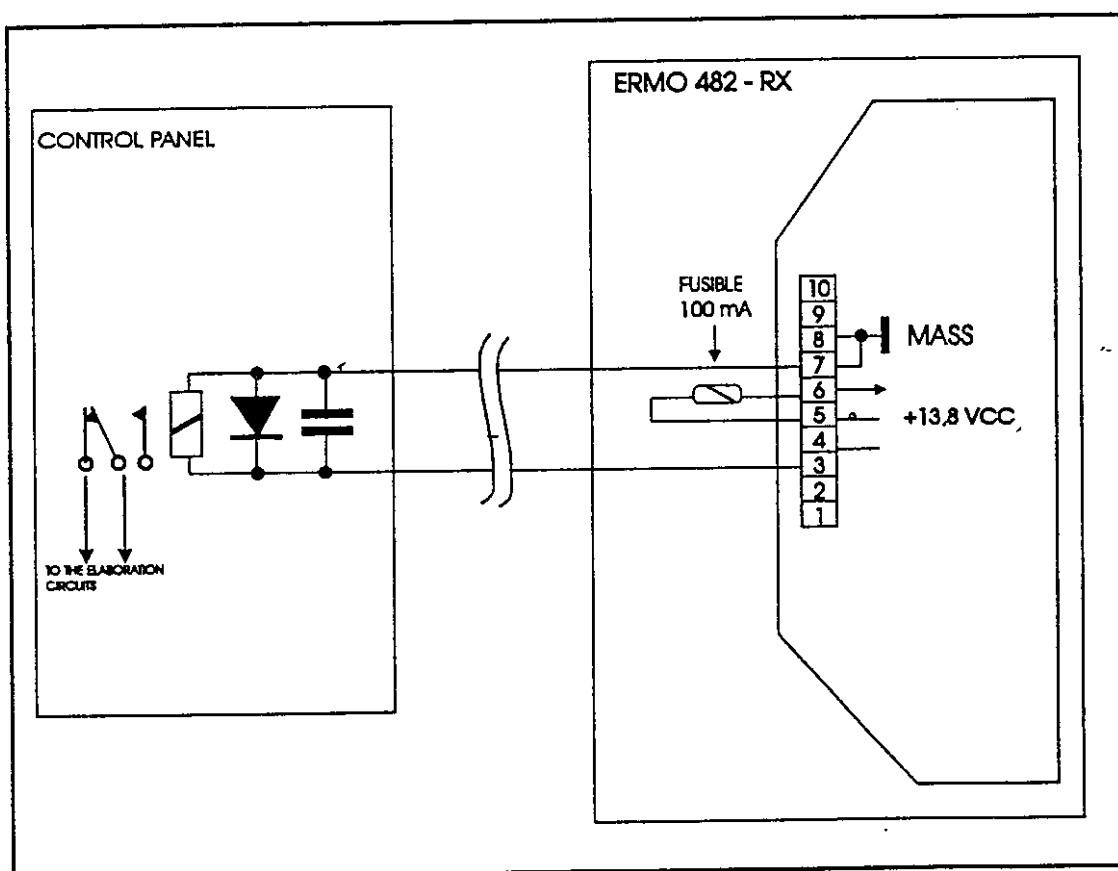 ERMO 482 - RX
CONTROL PANEL
FUSIBLE
100 mA
10
9
8
7
6
5
4
3
2
1
MASS
+13,8 VCC
TO THE ELABORATION
CIRCUITS